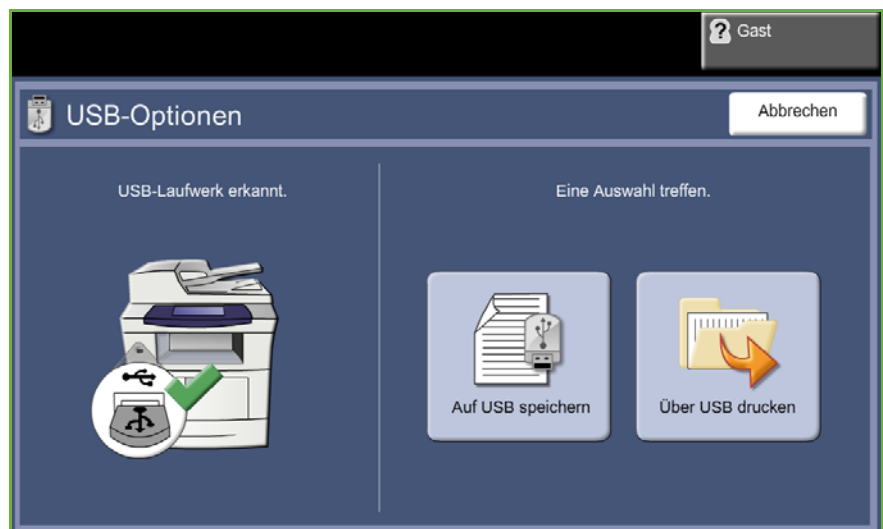 Gast
USB-Optionen
Abbrechen
USB-Laufwerk erkannt.
Eine Auswahl treffen.
Auf USB speichern
Über USB drucken